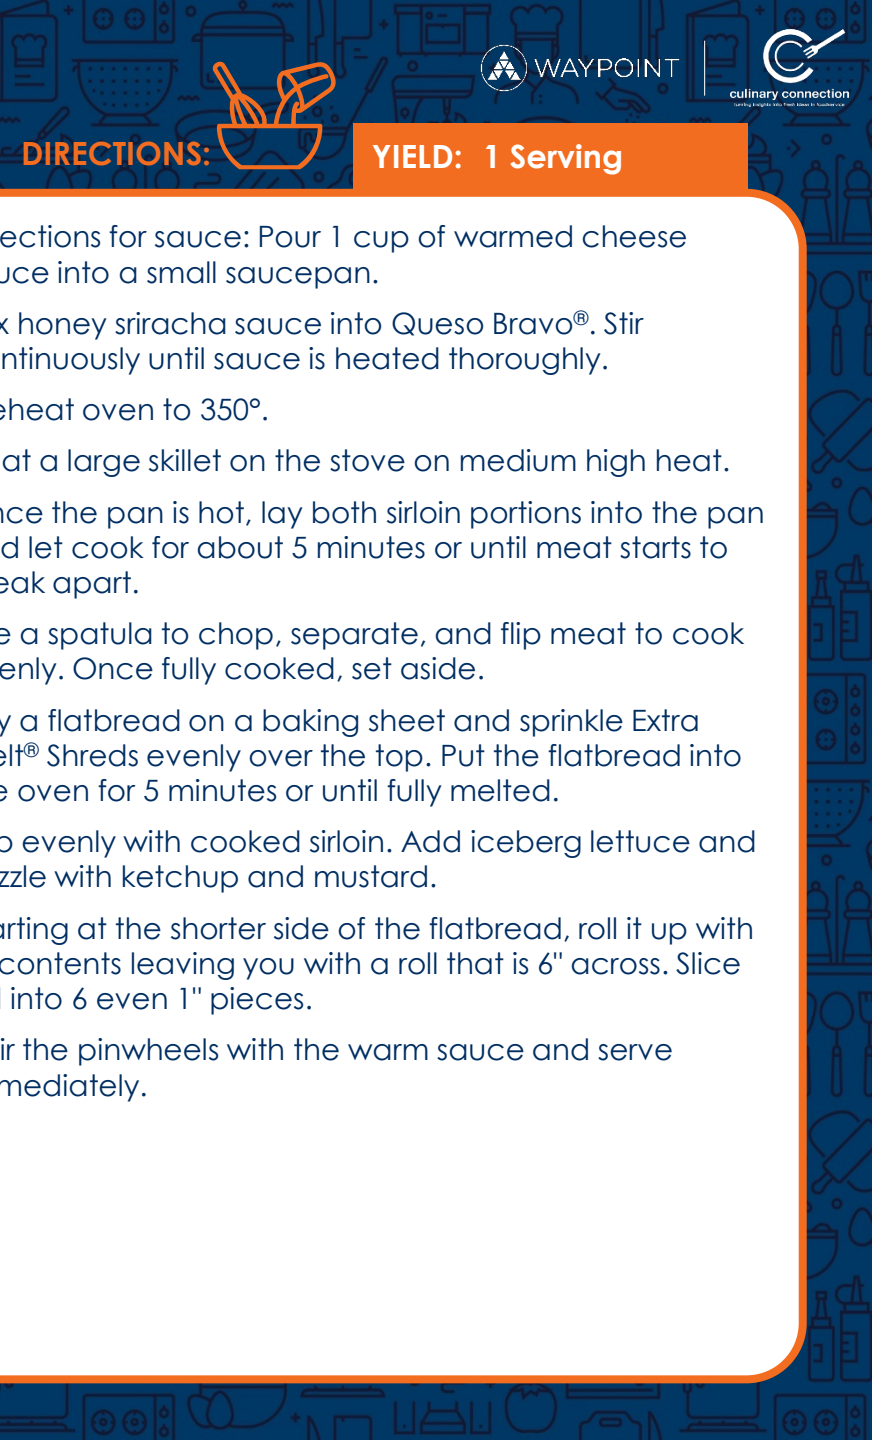 WAYPOINT
culinary connection
turning insights into fresh ideas in foodservice
DIRECTIONS:
YIELD: 1 Serving
ections for sauce: Pour 1 cup of warmed cheese
uce into a small saucepan.
x honey sriracha sauce into Queso Bravo®. Stir
ntinuously until sauce is heated thoroughly.
eheat oven to 350°.
at a large skillet on the stove on medium high heat.
nce the pan is hot, lay both sirloin portions into the pan
d let cook for about 5 minutes or until meat starts to
eak apart.
e a spatula to chop, separate, and flip meat to cook
enly. Once fully cooked, set aside.
y a flatbread on a baking sheet and sprinkle Extra
elt® Shreds evenly over the top. Put the flatbread into
e oven for 5 minutes or until fully melted.
p evenly with cooked sirloin. Add iceberg lettuce and
zzle with ketchup and mustard.
arting at the shorter side of the flatbread, roll it up with
contents leaving you with a roll that is 6" across. Slice
l into 6 even 1" pieces.
ir the pinwheels with the warm sauce and serve
mediately.